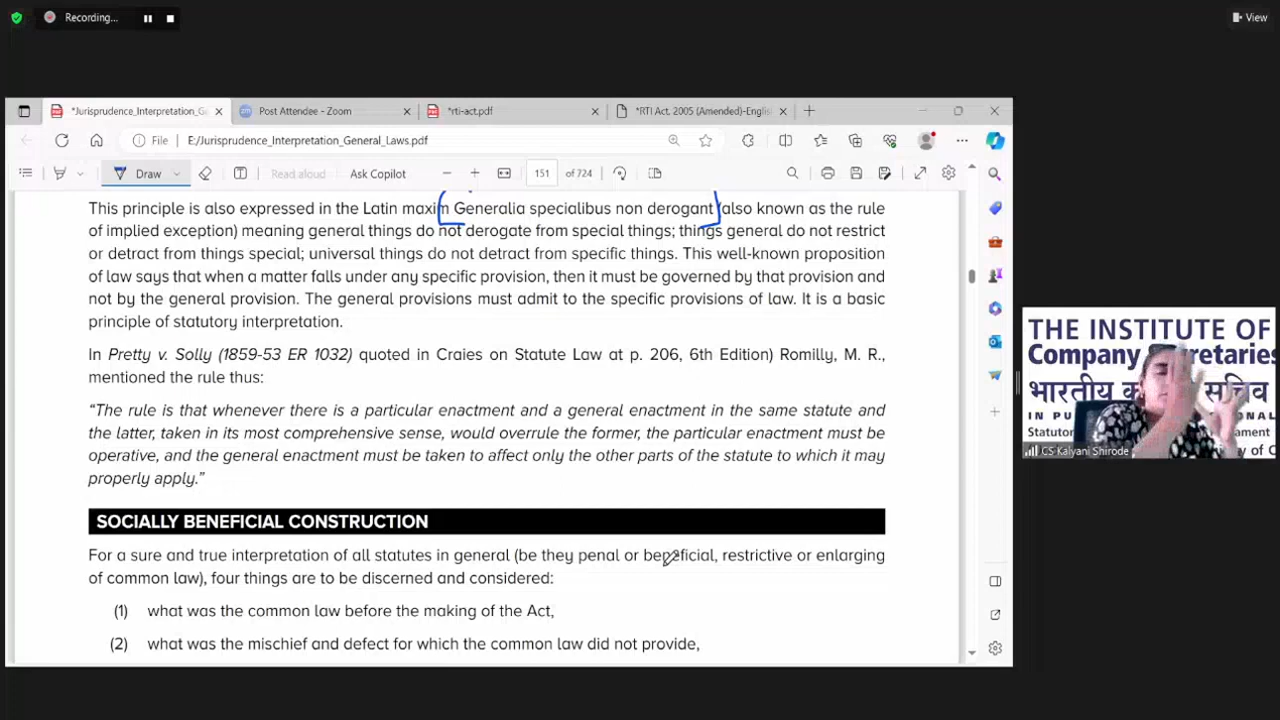 Recording...
View
*Jurisprudence_Interpretation_Ge
Post Attendee - Zoom
*rti-act.pdf
*RTI Act, 2005 (Amended)-Englis
File
E:/Jurisprudence_Interpretation_General_Laws.pdf
Draw
Read aloud
Ask Copilot
151
of 724
This principle is also expressed in the Latin maxim Generalia specialibus non derogant (also known as the rule
of implied exception) meaning general things do not derogate from special things; things general do not restrict
or detract from things special; universal things do not detract from specific things. This well-known proposition
of law says that when a matter falls under any specific provision, then it must be governed by that provision and
not by the general provision. The general provisions must admit to the specific provisions of law. It is a basic
principle of statutory interpretation.
In Pretty v. Solly (1859-53 ER 1032) quoted in Craies on Statute Law at p. 206, 6th Edition) Romilly, M. R.,
mentioned the rule thus:
“The rule is that whenever there is a particular enactment and a general enactment in the same statute and
the latter, taken in its most comprehensive sense, would overrule the former, the particular enactment must be
operative, and the general enactment must be taken to affect only the other parts of the statute to which it may
properly apply.”
SOCIALLY BENEFICIAL CONSTRUCTION
For a sure and true interpretation of all statutes in general (be they penal or beneficial, restrictive or enlarging
of common law), four things are to be discerned and considered:
(1) what was the common law before the making of the Act,
(2) what was the mischief and defect for which the common law did not provide,
THE INSTITUTE OF
Company Secretaries
भारतीय सचिव
IN PU
Statuto
CS Kalyani Shirode